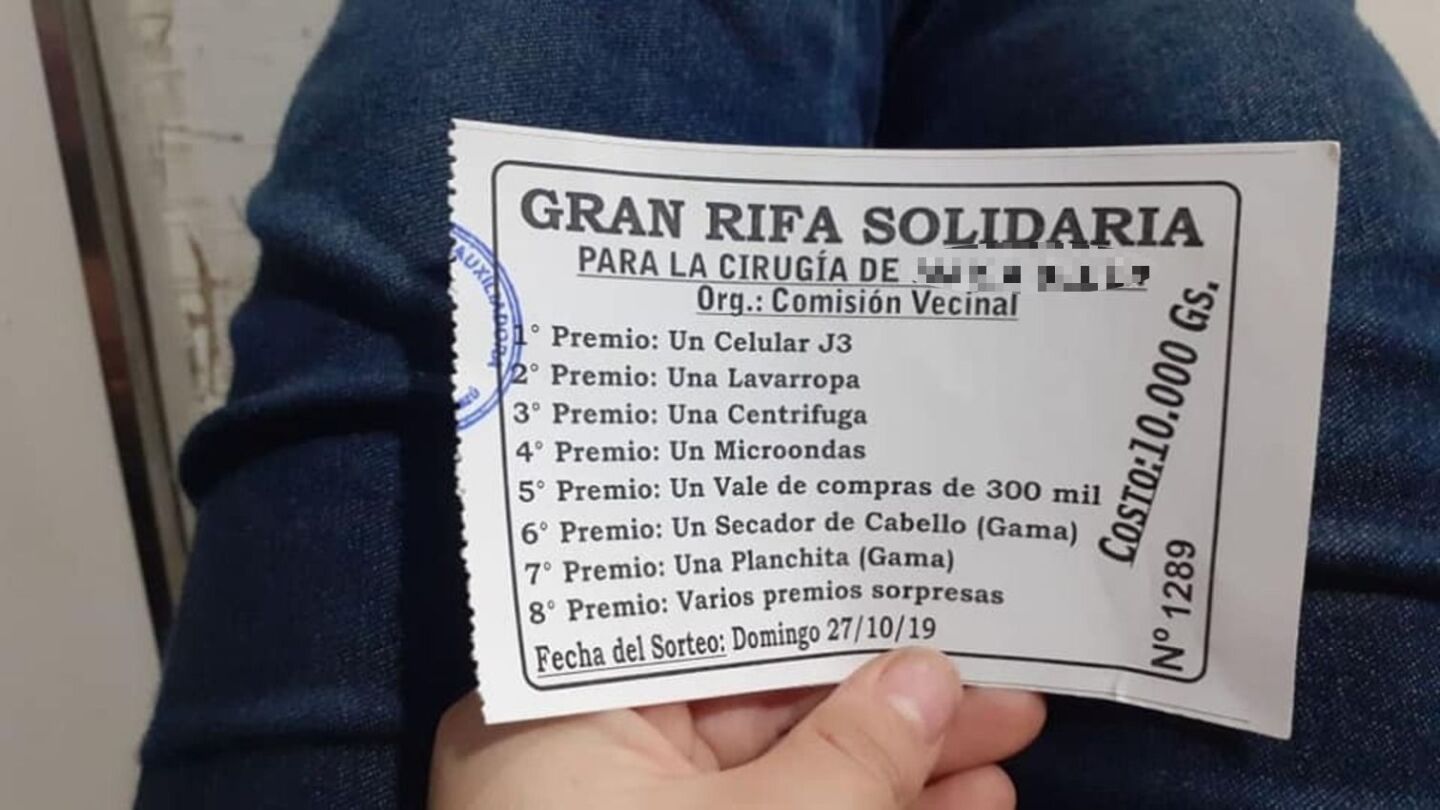 GRAN RIFA SOLIDARIA
PARA LA CIRUGÍA DE
Org.: Comisión Vecinal
1° Premio: Un Celular J3
2° Premio: Una Lavarropa
3° Premio: Una Centrifuga
4° Premio: Un Microondas
5° Premio: Un Vale de compras de 300 mil
6° Premio: Un Secador de Cabello (Gama)
7° Premio: Una Planchita (Gama)
8° Premio: Varios premios sorpresas
Fecha del Sorteo: Domingo 27/10/19
Costo:10.000 Gs.
Nº 1289
AUXILIADORA